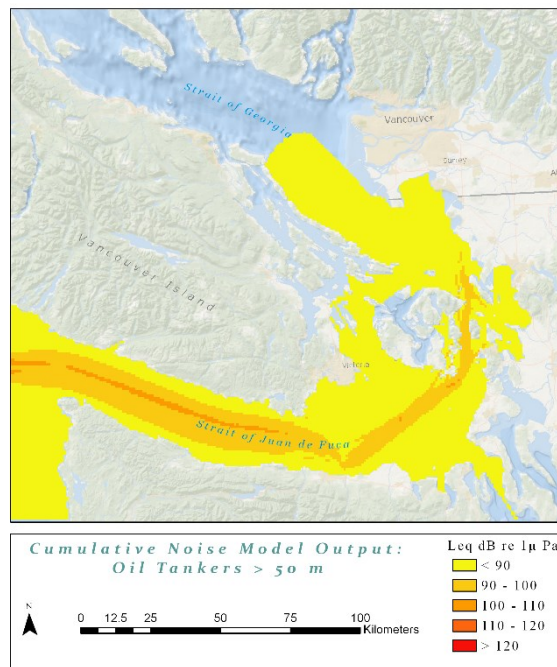 Strait of Georgia
Vancouver
Surrey
Vancouver Island
Victoria
Strait of Juan de Fuca
Cumulative Noise Model Output:
Oil Tankers > 50 m
N
0 12.5 25 50 75 100
Kilometers
Leq dB re 1µ Pa
< 90
90 - 100
100 - 110
110 - 120
> 120